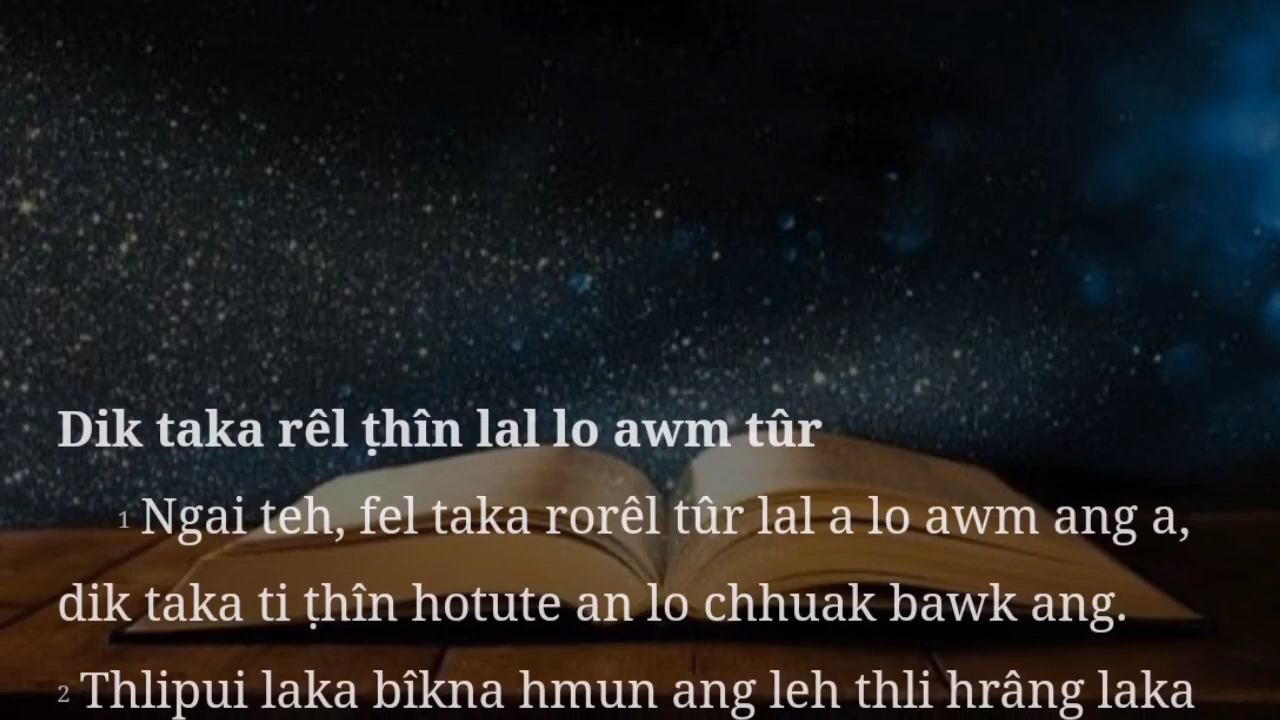 Dik taka rêl ṭhîn lal lo awm tûr
1 Ngai teh, fel taka rorêl tûr lal a lo awm ang a,
dik taka ti ṭhîn hotute an lo chhuak bawk ang.
2 Thlipui laka bîkna hmun ang leh thli hrâng laka